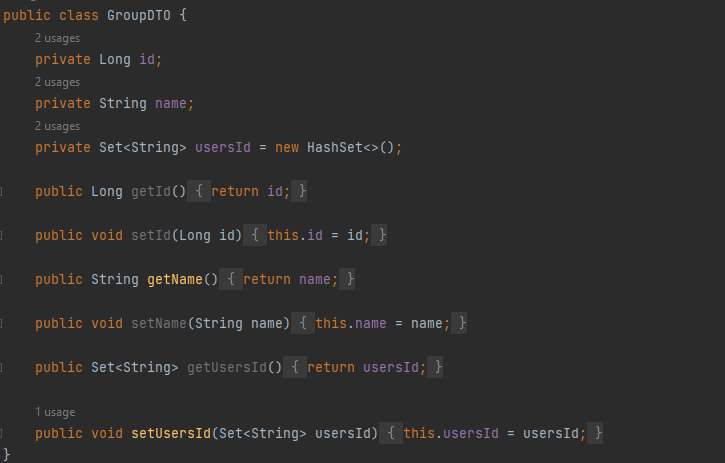 public class GroupDTO {
2 usages
private Long id;
2 usages
private String name;
2 usages
private Set<String> usersId = new HashSet<>();
public Long getId() { return id; }
public void setId(Long id) { this.id = id; }
public String getName() { return name; }
public void setName(String name) { this.name = name; }
public Set<String> getUsersId() { return usersId; }
1 usage
public void setUsersId(Set<String> usersId) { this.usersId = usersId; }
}